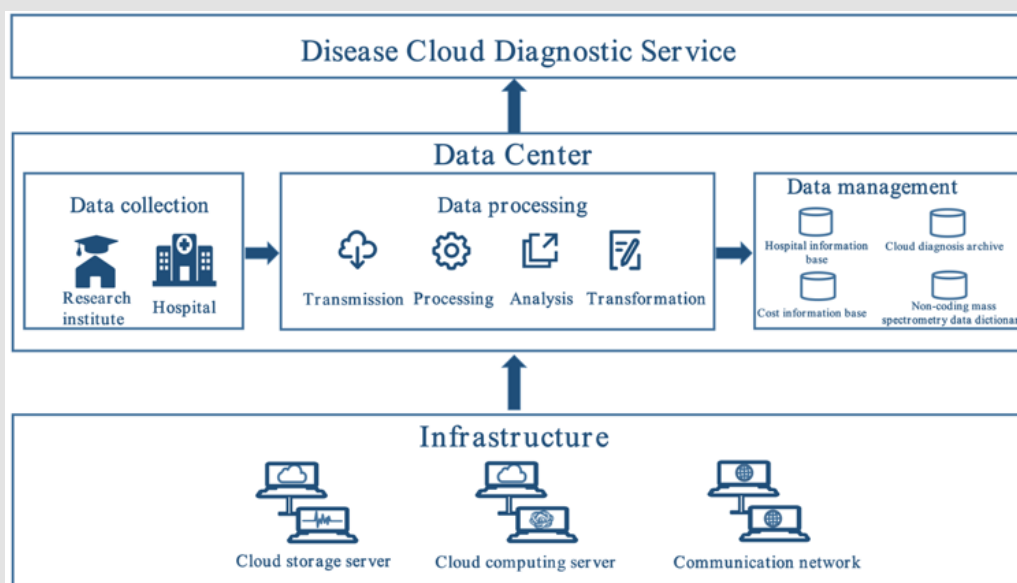 Disease Cloud Diagnostic Service
Data Center
Data collection
Research
institute
Hospital
Data processing
Transmission
Processing
Analysis
Transformation
Data management
Hospital information
base
Cloud diagnosis archive
Cost information base
Non-coding mass
spectrometry data dictionar
Infrastructure
Cloud storage server
Cloud computing server
Communication network